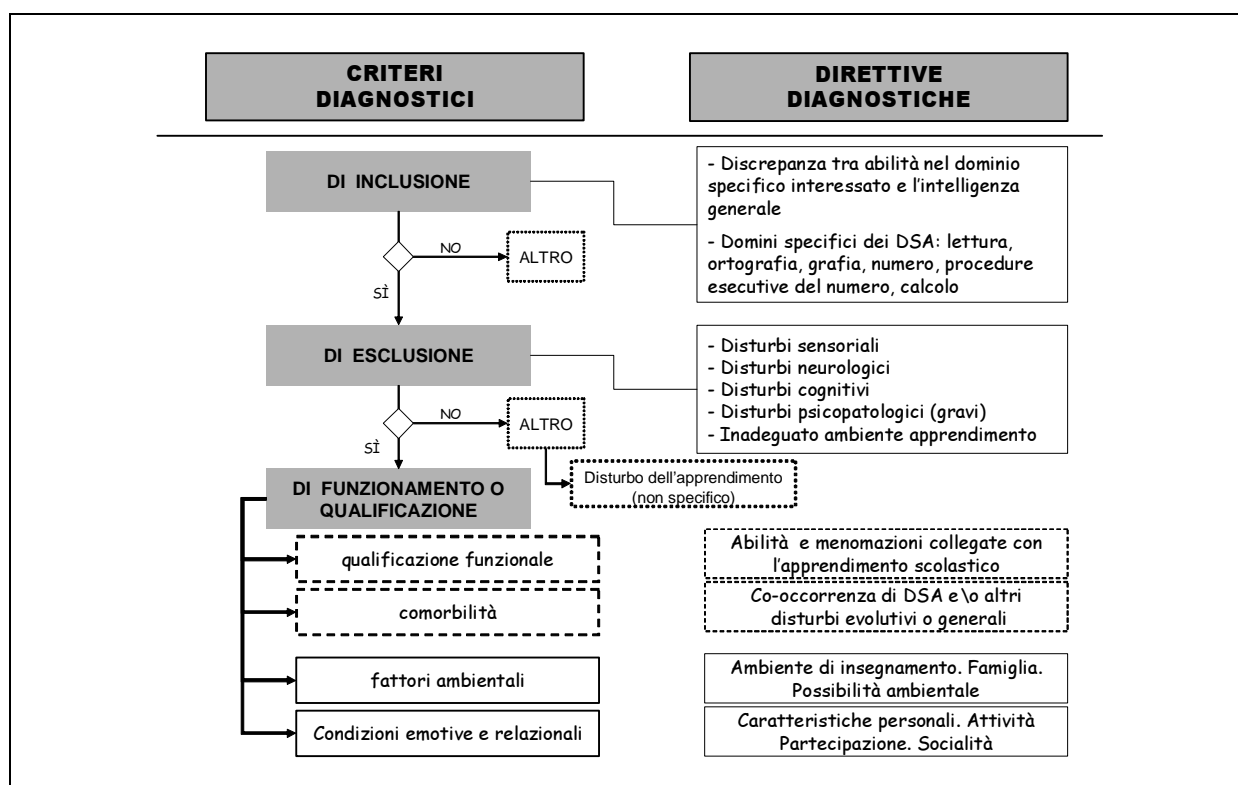 CRITERI
DIAGNOSTICI
DIRETTIVE
DIAGNOSTICHE
DI INCLUSIONE
- Discrepanza tra abilità nel dominio
specifico interessato e l'intelligenza
generale
- Domini specifici dei DSA: lettura,
ortografia, grafia, numero, procedure
esecutive del numero, calcolo
NO
ALTRO
SÌ
DI ESCLUSIONE
- Disturbi sensoriali
- Disturbi neurologici
- Disturbi cognitivi
- Disturbi psicopatologici (gravi)
- Inadeguato ambiente apprendimento
NO
ALTRO
SÌ
Disturbo dell'apprendimento
(non specifico)
DI FUNZIONAMENTO O
QUALIFICAZIONE
qualificazione funzionale
Abilità e menomazioni collegate con
l'apprendimento scolastico
comorbilità
Co-occorrenza di DSA e\o altri
disturbi evolutivi o generali
fattori ambientali
Ambiente di insegnamento. Famiglia.
Possibilità ambientale
Condizioni emotive e relazionali
Caratteristiche personali. Attività
Partecipazione. Socialità